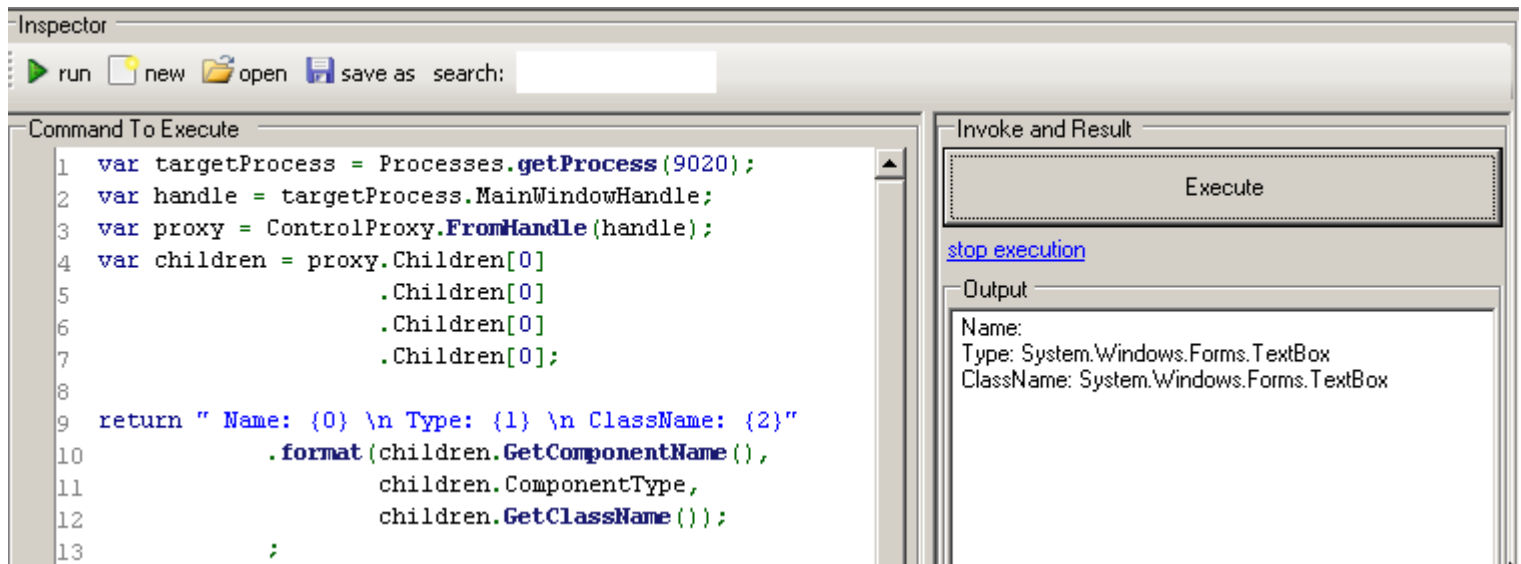 Inspector
run new open save as search:
Command To Execute
1 var targetProcess = Processes.getProcess(9020);
2 var handle = targetProcess.MainWindowHandle;
3 var proxy = ControlProxy.FromHandle(handle);
4 var children = proxy.Children[0]
5 .Children[0]
6 .Children[0]
7 .Children[0];
8
9 return " Name: {0} \n Type: {1} \n ClassName: {2}"
10 .format(children.GetComponentName(),
11 children.ComponentType,
12 children.GetClassName());
13 ;
Invoke and Result
Execute
stop execution
Output
Name:
Type: System.Windows.Forms.TextBox
ClassName: System.Windows.Forms.TextBox